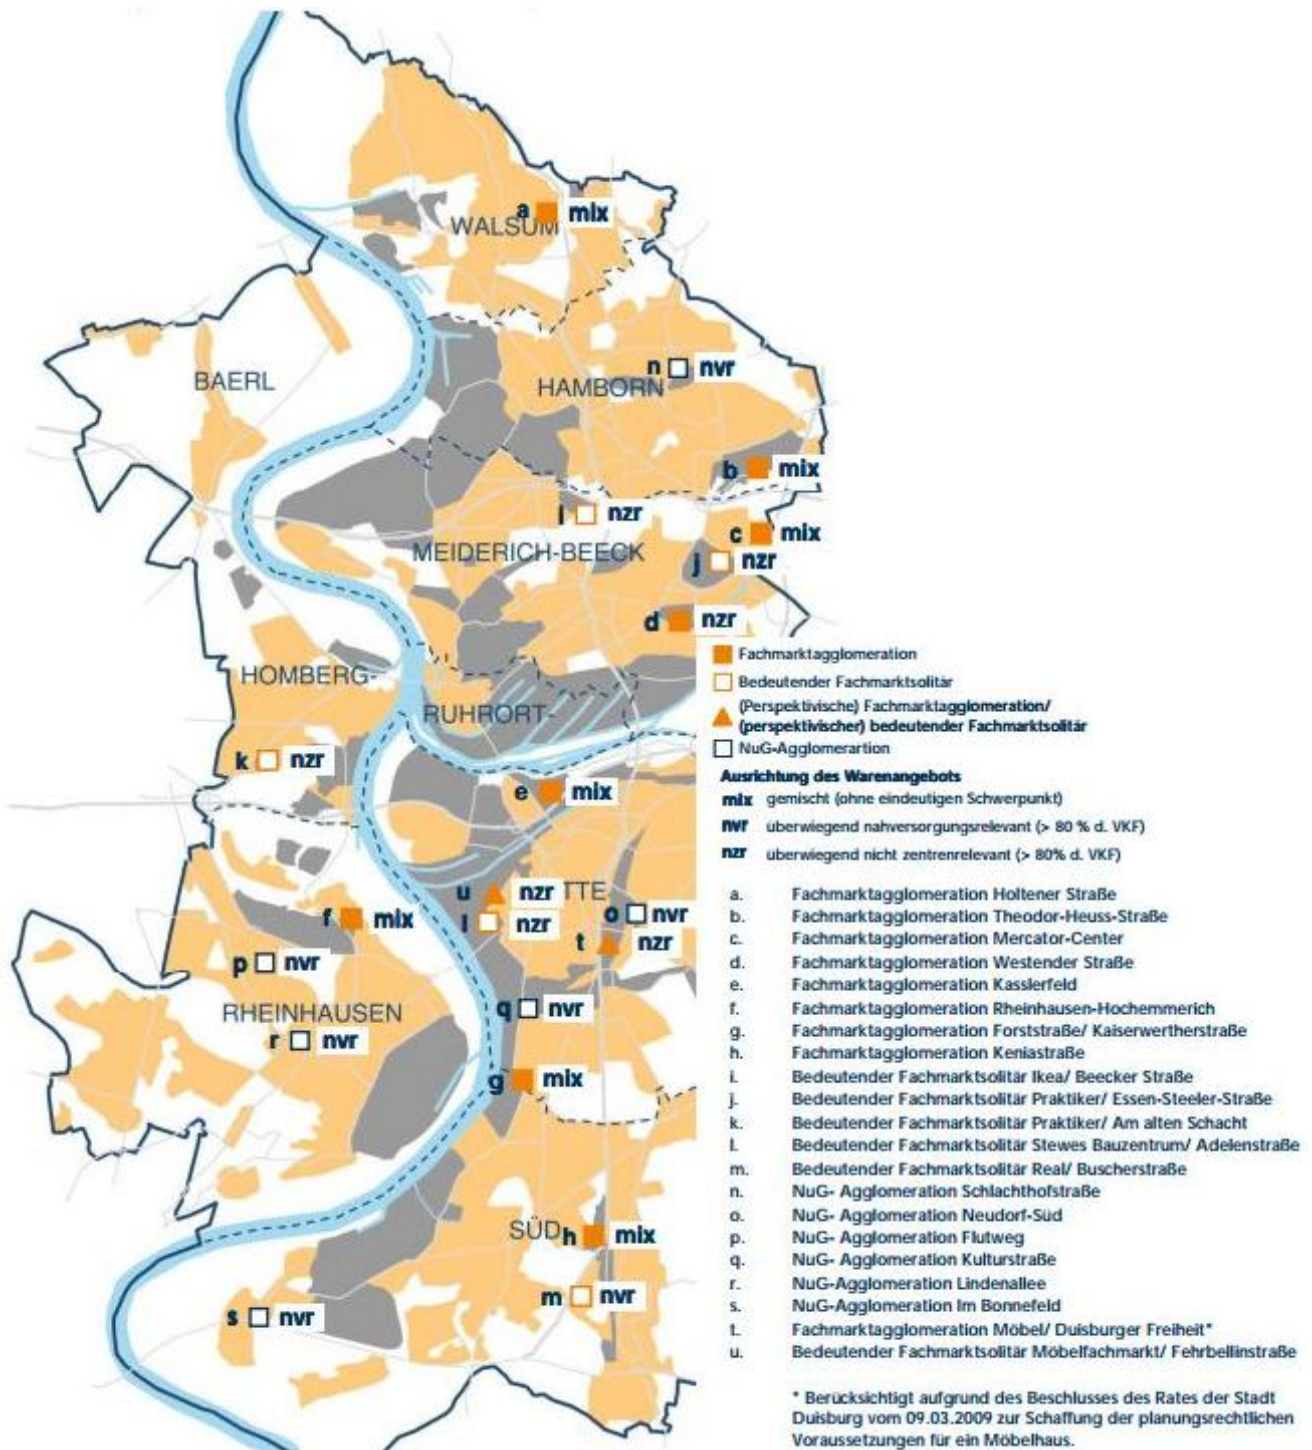 a mix
WALSUM
BAERL
n nvr
HAMBORN
b mix
i nzr
c mix
MEIDERICH-BEECK
j nzr
d nzr
HOMBERG-
RUHRORT-
k nzr
e mix
u nzr TTE
o nvr
f mix
l nzr
t nzr
p nvr
q nvr
RHEINHAUSEN
r nvr
g mix
SÜD h mix
m nvr
s nvr
Fachmarktagglomeration
Bedeutender Fachmarktsolitär
(Perspektivische) Fachmarktagglomeration/
(perspektivischer) bedeutender Fachmarktsolitär
NuG-Agglomerartion
Ausrichtung des Warenangebots
mix gemischt (ohne eindeutigen Schwerpunkt)
nvr überwiegend nahversorgungsrelevant (> 80 % d. VKF)
nzr überwiegend nicht zentrenrelevant (> 80% d. VKF)
a. Fachmarktagglomeration Holtener Straße
b. Fachmarktagglomeration Theodor-Heuss-Straße
c. Fachmarktagglomeration Mercator-Center
d. Fachmarktagglomeration Westender Straße
e. Fachmarktagglomeration Kasslerfeld
f. Fachmarktagglomeration Rheinhausen-Hochemmerich
g. Fachmarktagglomeration Forststraße/ Kaiserwertherstraße
h. Fachmarktagglomeration Keniastraße
i. Bedeutender Fachmarktsolitär Ikea/ Beecker Straße
j. Bedeutender Fachmarktsolitär Praktiker/ Essen-Steeler-Straße
k. Bedeutender Fachmarktsolitär Praktiker/ Am alten Schacht
l. Bedeutender Fachmarktsolitär Stewes Bauzentrum/ Adelenstraße
m. Bedeutender Fachmarktsolitär Real/ Buscherstraße
n. NuG- Agglomeration Schlachthofstraße
o. NuG- Agglomeration Neudorf-Süd
p. NuG- Agglomeration Flutweg
q. NuG- Agglomeration Kulturstraße
r. NuG-Agglomeration Lindenallee
s. NuG-Agglomeration Im Bonnefeld
t. Fachmarktagglomeration Möbel/ Duisburger Freiheit*
u. Bedeutender Fachmarktsolitär Möbelfachmarkt/ Fehrbellinstraße
* Berücksichtigt aufgrund des Beschlusses des Rates der Stadt
Duisburg vom 09.03.2009 zur Schaffung der planungsrechtlichen
Voraussetzungen für ein Möbelhaus.